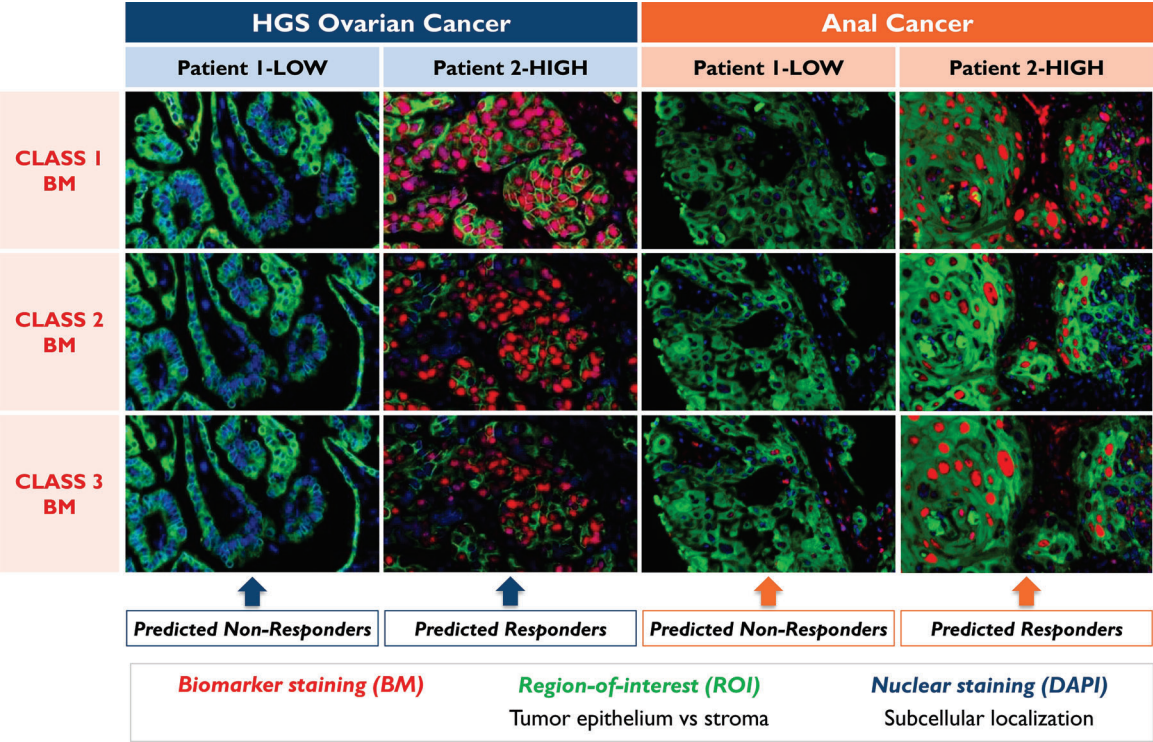 HGS Ovarian Cancer
Anal Cancer
Patient 1-LOW
Patient 2-HIGH
Patient 1-LOW
Patient 2-HIGH
CLASS 1
BM
CLASS 2
BM
CLASS 3
BM
Predicted Non-Responders
Predicted Responders
Predicted Non-Responders
Predicted Responders
Biomarker staining (BM)
Region-of-interest (ROI)
Nuclear staining (DAPI)
Tumor epithelium vs stroma
Subcellular localization